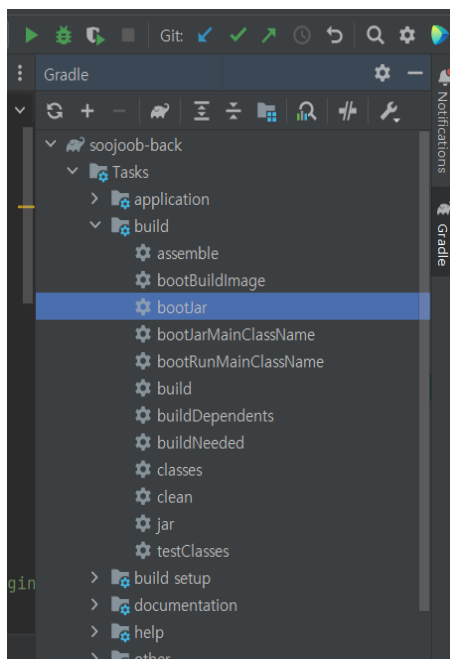 Git:
Gradle
soojoob-back
Tasks
application
build
assemble
bootBuildImage
bootJar
bootJarMainClassName
bootRunMainClassName
build
buildDependents
buildNeeded
classes
clean
jar
testClasses
build setup
documentation
help
other
gin
Notifications
Gradle